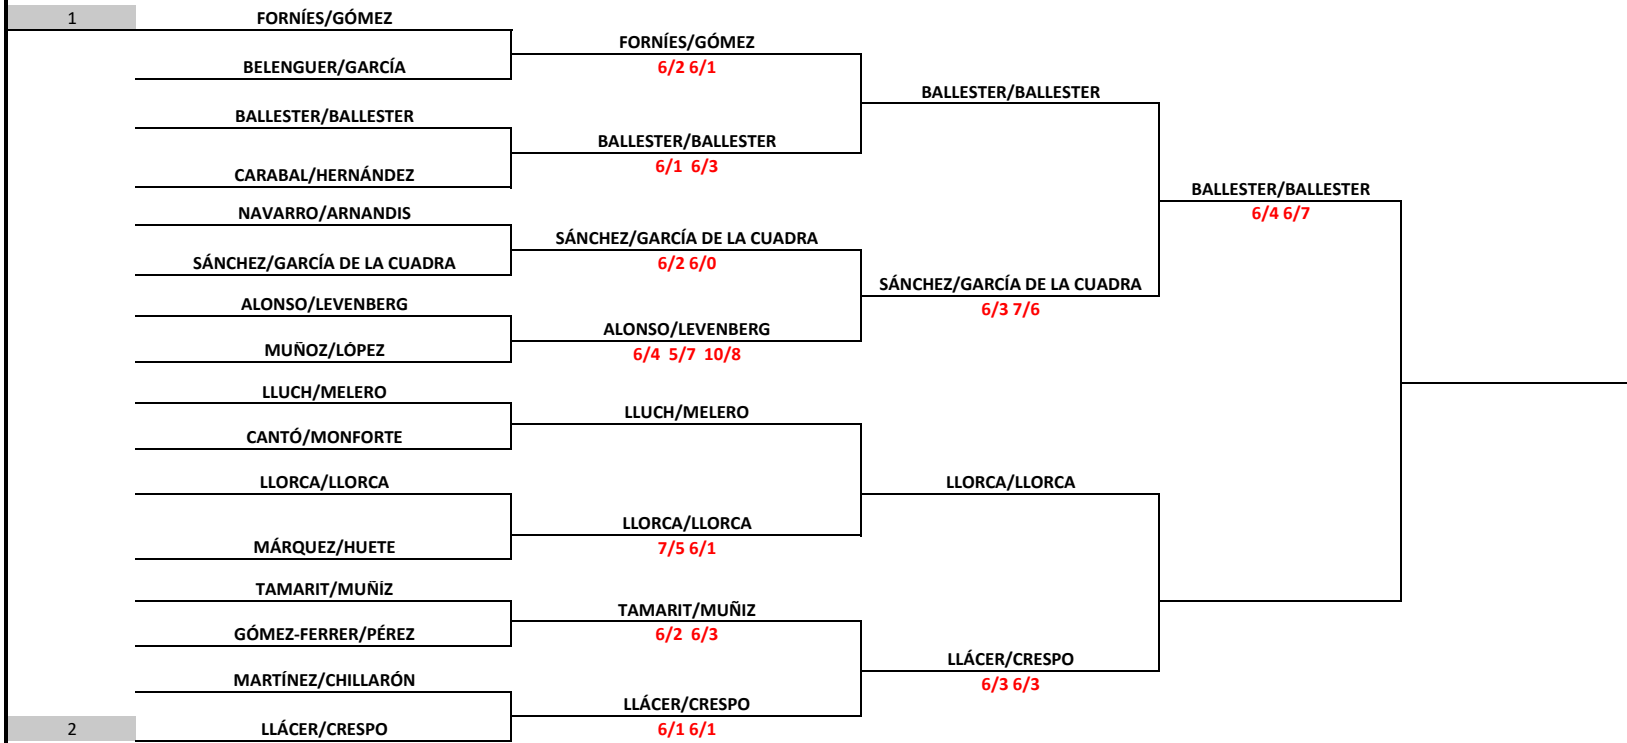 1
FORNÍES/GÓMEZ
FORNÍES/GÓMEZ
BELENGUER/GARCÍA
6/2 6/1
BALLESTER/BALLESTER
BALLESTER/BALLESTER
BALLESTER/BALLESTER
6/1 6/3
CARABAL/HERNÁNDEZ
BALLESTER/BALLESTER
NAVARRO/ARNANDIS
6/4 6/7
SÁNCHEZ/GARCÍA DE LA CUADRA
SÁNCHEZ/GARCÍA DE LA CUADRA
6/2 6/0
SÁNCHEZ/GARCÍA DE LA CUADRA
ALONSO/LEVENBERG
6/3 7/6
ALONSO/LEVENBERG
MUÑOZ/LÓPEZ
6/4 5/7 10/8
LLUCH/MELERO
LLUCH/MELERO
CANTÓ/MONFORTE
LLORCA/LLORCA
LLORCA/LLORCA
LLORCA/LLORCA
MÁRQUEZ/HUETE
7/5 6/1
TAMARIT/MUÑÍZ
TAMARIT/MUÑIZ
GÓMEZ-FERRER/PÉREZ
6/2 6/3
LLÁCER/CRESPO
MARTÍNEZ/CHILLARÓN
6/3 6/3
LLÁCER/CRESPO
2
LLÁCER/CRESPO
6/1 6/1